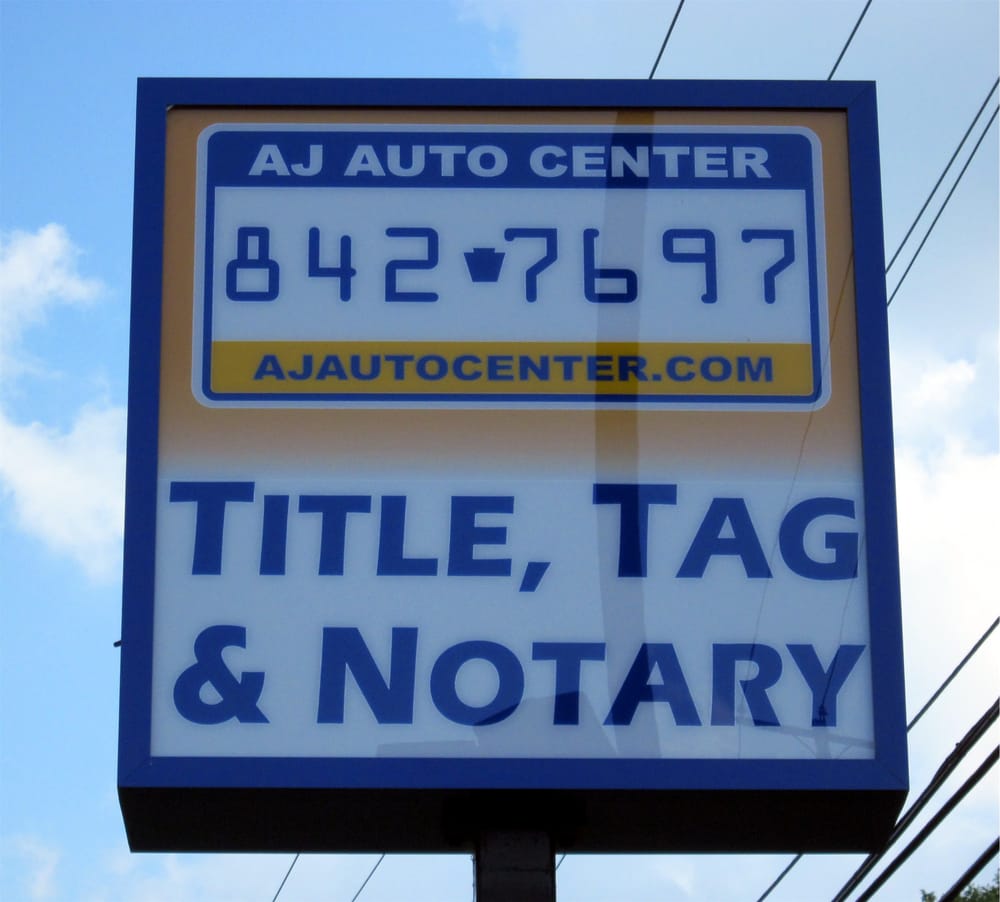 AJ AUTO CENTER
842 7697
AJAUTOCENTER.COM
TITLE, TAG
& NOTARY